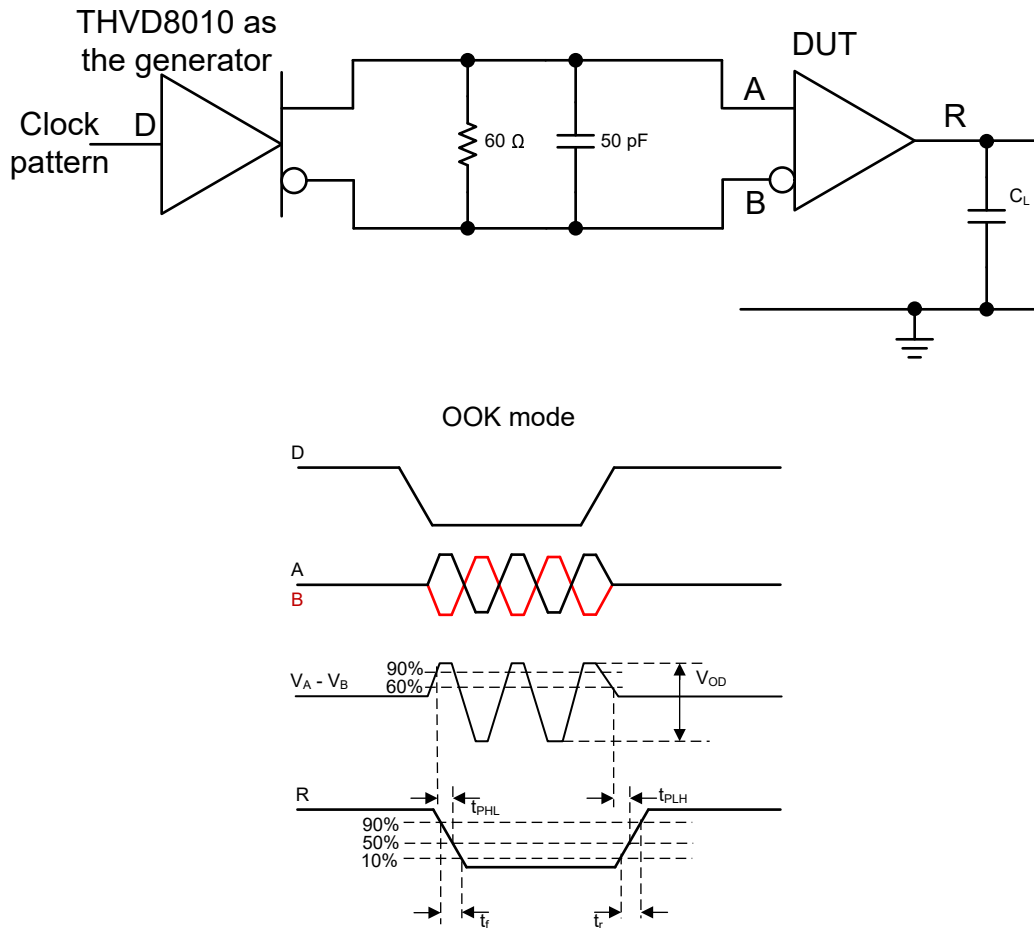 THVD8010 as
the generator
DUT
Clock
pattern
D
60 Ω
50 pF
A
B
R
CL
OOK mode
D
A
B
VA - VB
90%
60%
VOD
R
tPHL
tPLH
90%
50%
10%
tf
tr